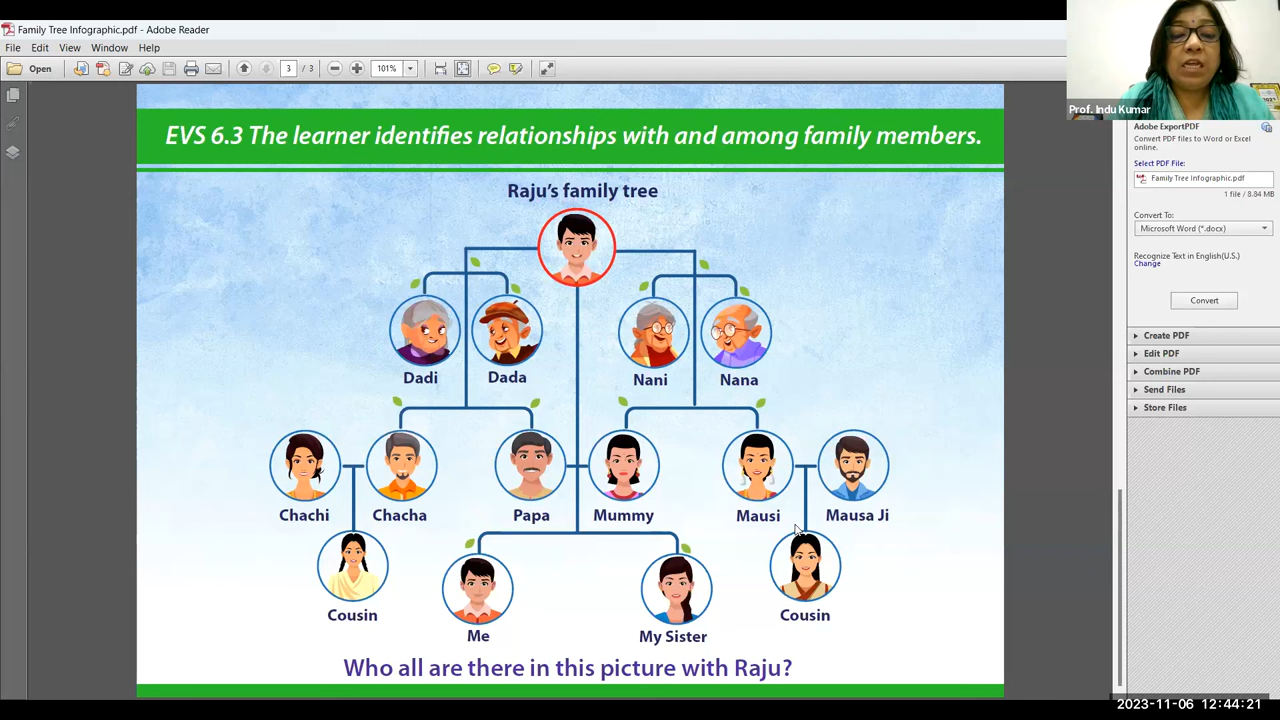 Family Tree Infographic.pdf - Adobe Reader
File Edit View Window Help
Open 3 / 3 101%
Prof. Indu Kumar
EVS 6.3 The learner identifies relationships with and among family members.
Raju's family tree
Dadi Dada Nani Nana
Chachi Chacha Papa Mummy Mausi Mausa Ji
Cousin Cousin
Me My Sister
Who all are there in this picture with Raju?
Adobe ExportPDF
Convert PDF files to Word or Excel
online.
Select PDF File:
Family Tree Infographic.pdf
1 file / 8.84 MB
Convert To:
Microsoft Word (*.docx)
Recognize Text in English(U.S.)
Change
Convert
Create PDF
Edit PDF
Combine PDF
Send Files
Store Files
2023-11-06 12:44:21